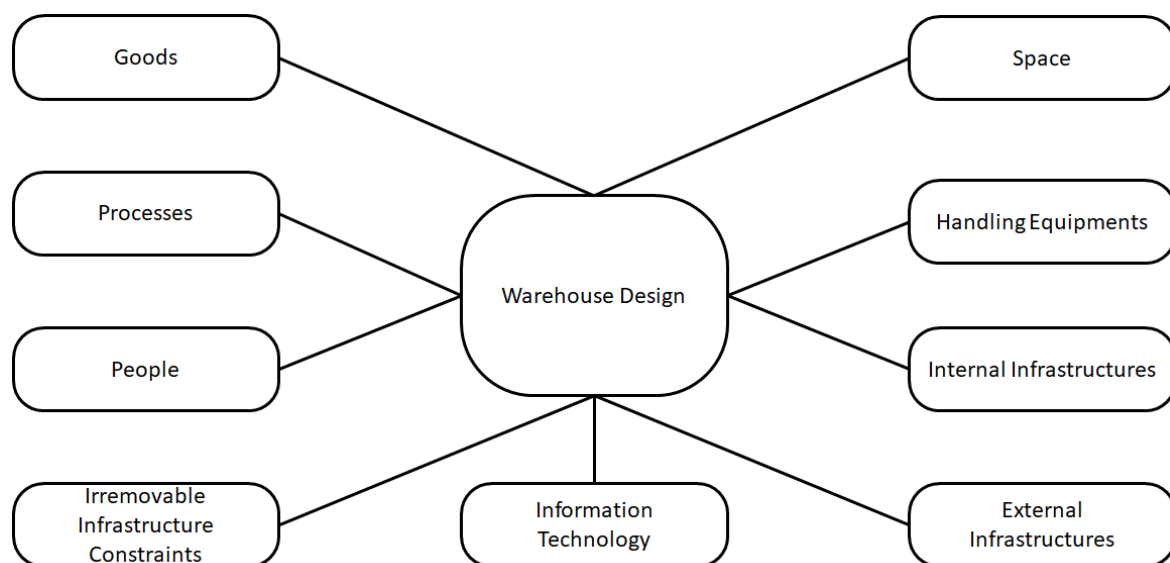 Goods
Space
Processes
Handling Equipments
Warehouse Design
People
Internal Infrastructures
Irremovable
Infrastructure
Constraints
Information
Technology
External
Infrastructures